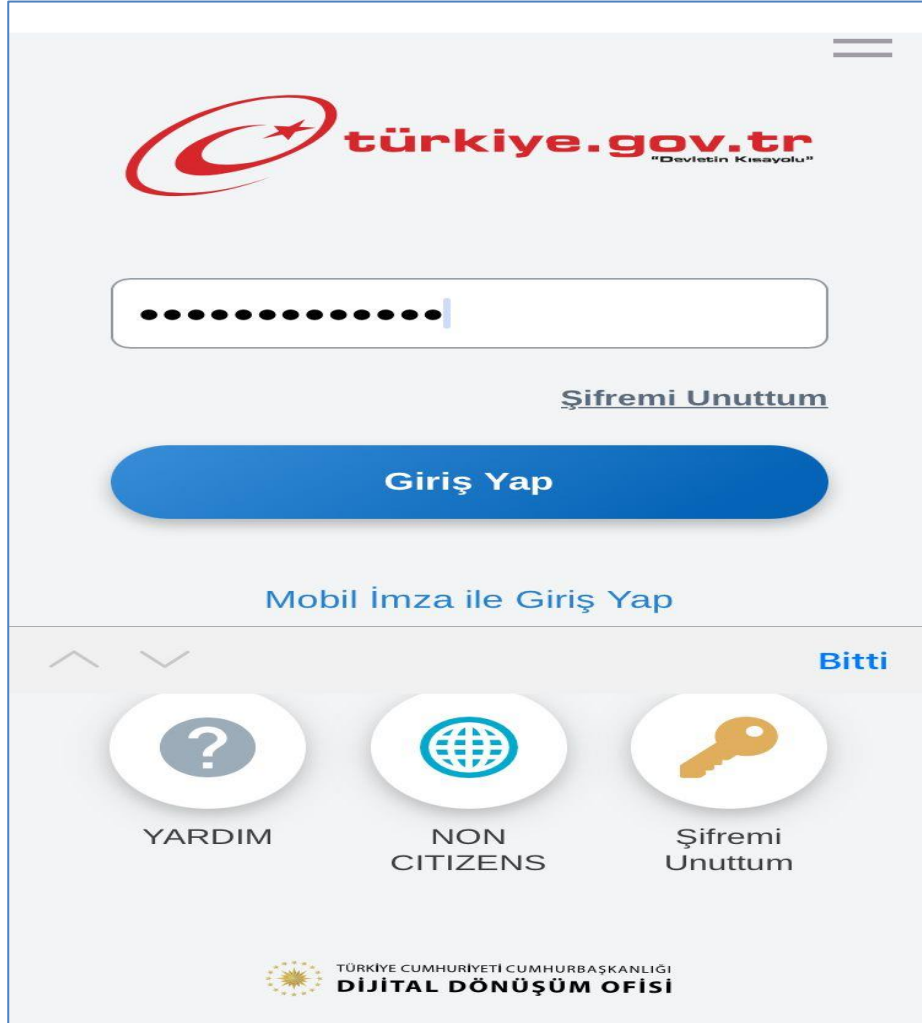 türkiye.gov.tr
"Devletin Kısayolu"
•••••••••••••
Şifremi Unuttum
Giriş Yap
Mobil İmza ile Giriş Yap
Bitti
?
YARDIM
NON
CITIZENS
Şifremi
Unuttum
TÜRKİYE CUMHURİYETİ CUMHURBAŞKANLIĞI
DİJİTAL DÖNÜŞÜM OFİSİ